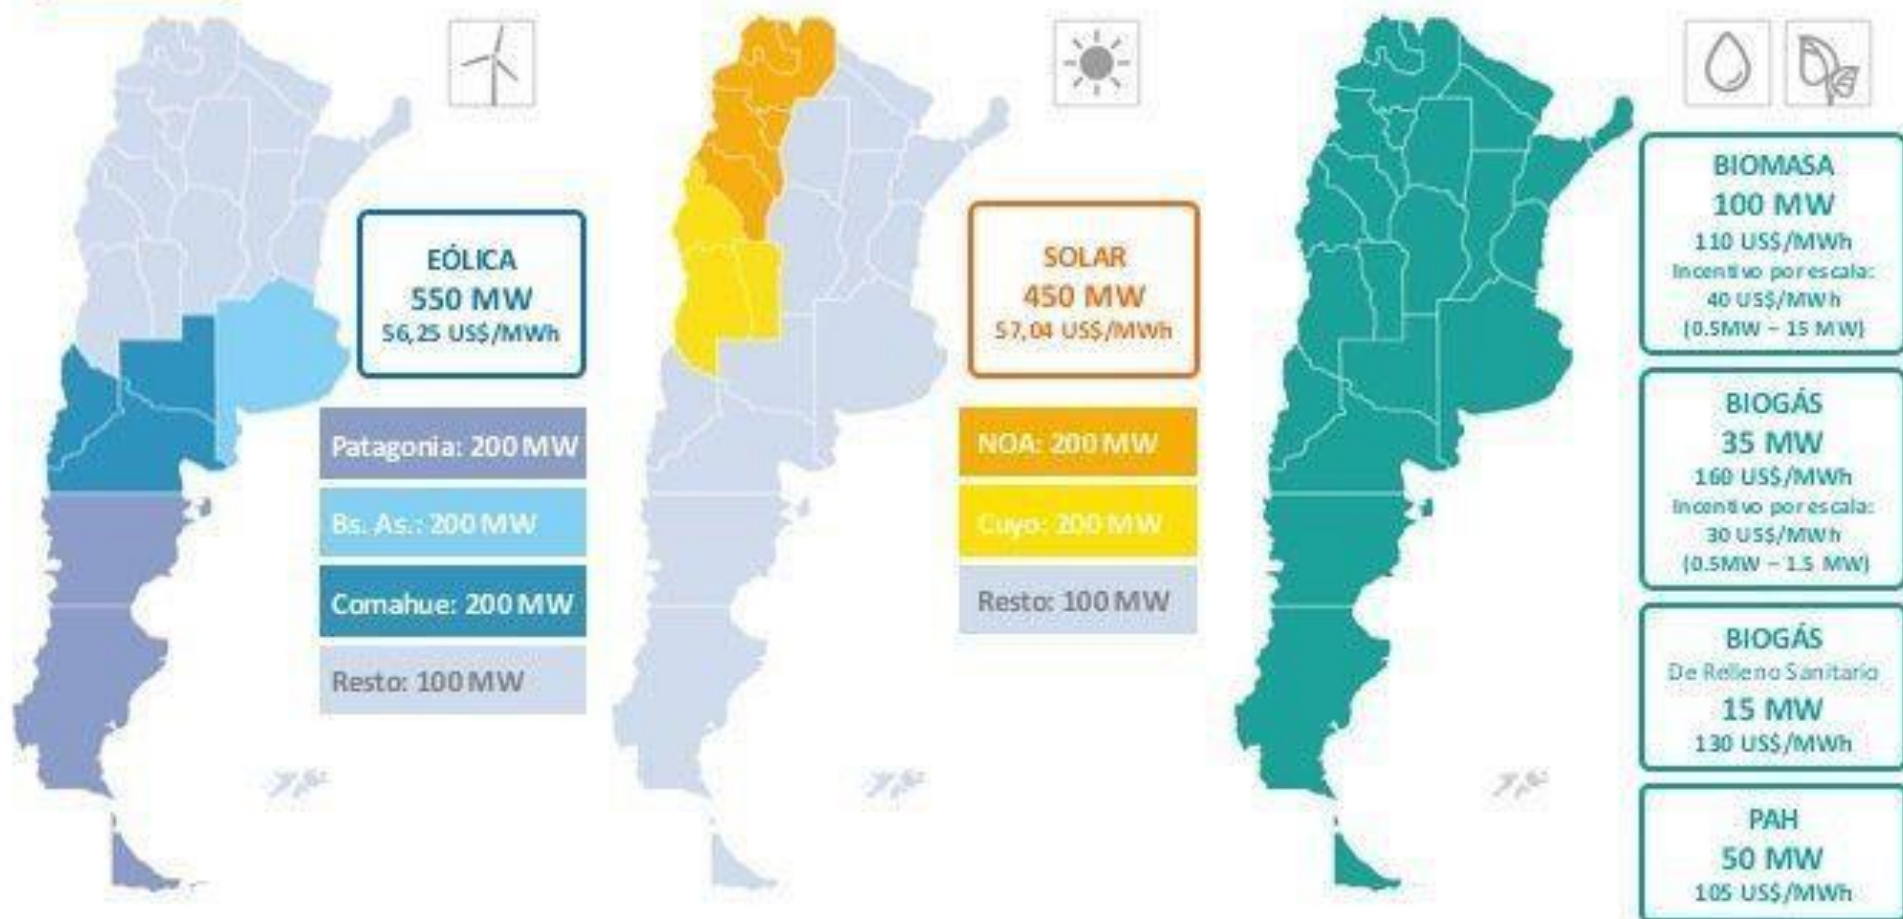 EÓLICA
550 MW
56,25 US$/MWh
Patagonia: 200 MW
Bs. As.: 200 MW
Comahue: 200 MW
Resto: 100 MW
SOLAR
450 MW
57,04 US$/MWh
NOA: 200 MW
Cuyo: 200 MW
Resto: 100 MW
BIOMASA
100 MW
110 US$/MWh
Incentivo por escala:
40 US$/MWh
(0.5MW – 15 MW)
BIOGÁS
35 MW
160 US$/MWh
Incentivo por escala:
30 US$/MWh
(0.5MW – 1.5 MW)
BIOGÁS
De Relleno Sanitario
15 MW
130 US$/MWh
PAH
50 MW
105 US$/MWh